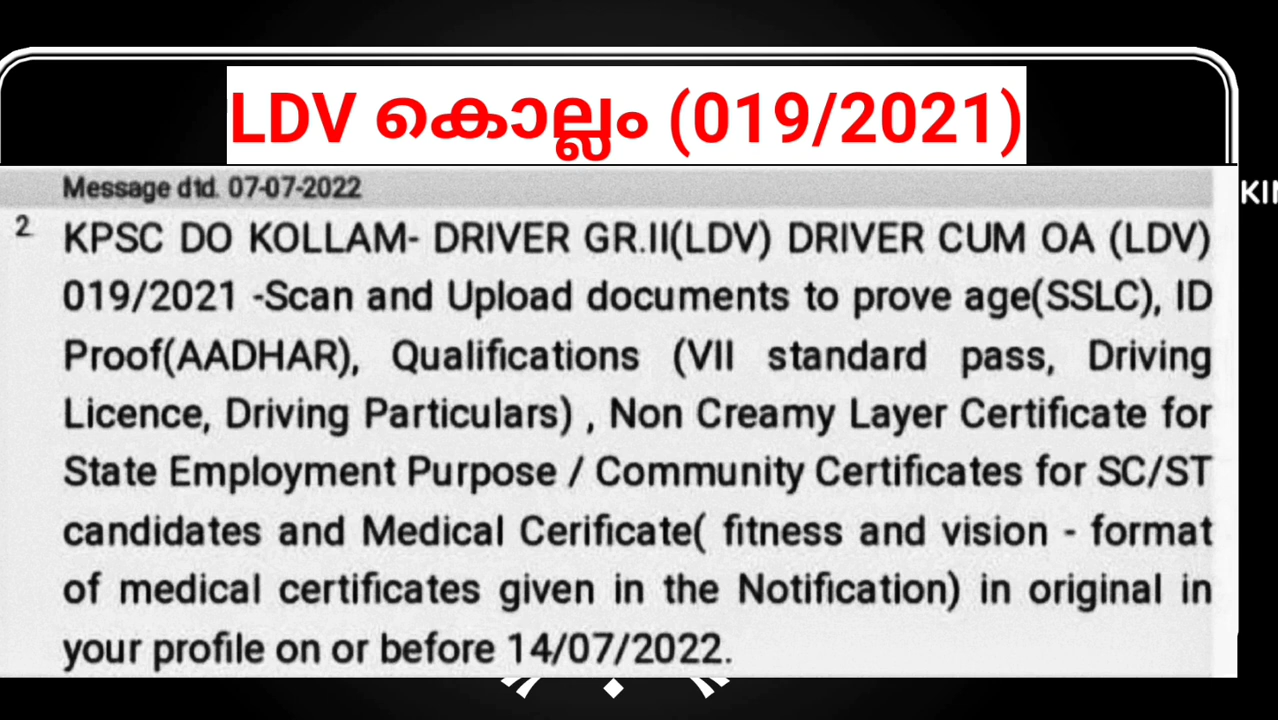 LDV കൊല്ലം (019/2021)
Message dtd. 07-07-2022
2 KPSC DO KOLLAM- DRIVER GR.II(LDV) DRIVER CUM OA (LDV)
019/2021 -Scan and Upload documents to prove age(SSLC), ID
Proof(AADHAR), Qualifications (VII standard pass, Driving
Licence, Driving Particulars) , Non Creamy Layer Certificate for
State Employment Purpose / Community Certificates for SC/ST
candidates and Medical Cerificate( fitness and vision - format
of medical certificates given in the Notification) in original in
your profile on or before 14/07/2022.